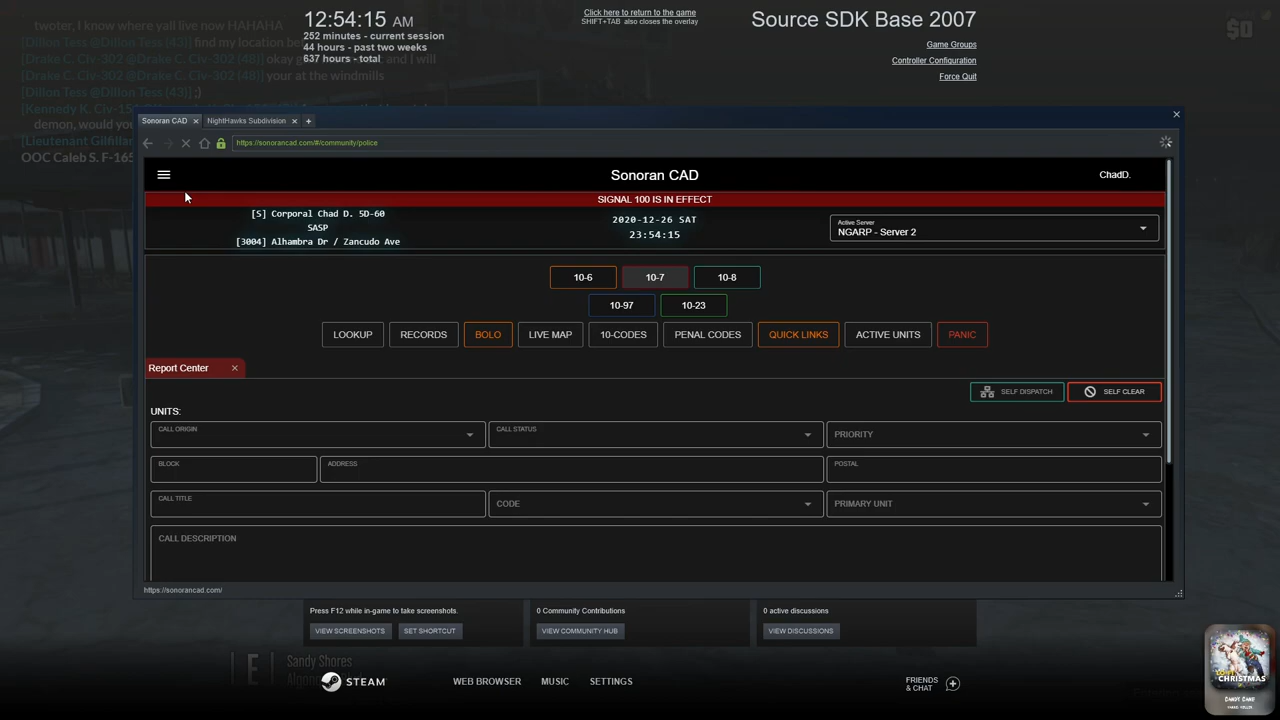 twoter, I know where yall live now HAHAHA
[Dillon Tess @Dillon Tess [43]] find my location be
[Drake C. Civ-302 @Drake C. Civ-302 [48]] okay and I will
[Drake C. Civ-302 @Drake C. Civ-302 [48]] your at the windmills
[Dillon Tess @Dillon Tess [43]] ;)
[Kennedy K. Civ-15
demon, would you
[Lieutenant Gilfillan
OOC Caleb S. F-165
12:54:15 AM
252 minutes - current session
44 hours - past two weeks
637 hours - total
Click here to return to the game
SHIFT+TAB also closes the overlay
Source SDK Base 2007
Game Groups
Controller Configuration
Force Quit
$0
Sonoran CAD
NightHawks Subdivision
https://sonorancad.com/#/community/police
Sonoran CAD
ChadD.
SIGNAL 100 IS IN EFFECT
[S] Corporal Chad D. 5D-60
SASP
[3004] Alhambra Dr / Zancudo Ave
2020-12-26 SAT
23:54:15
Active Server
NGARP - Server 2
10-6 10-7 10-8
10-97 10-23
LOOKUP RECORDS BOLO LIVE MAP 10-CODES PENAL CODES QUICK LINKS ACTIVE UNITS PANIC
Report Center
SELF DISPATCH SELF CLEAR
UNITS:
CALL ORIGIN CALL STATUS PRIORITY
BLOCK ADDRESS POSTAL
CALL TITLE CODE PRIMARY UNIT
CALL DESCRIPTION
https://sonorancad.com/
Press F12 while in-game to take screenshots.
VIEW SCREENSHOTS SET SHORTCUT
0 Community Contributions
VIEW COMMUNITY HUB
0 active discussions
VIEW DISCUSSIONS
E
Sandy Shores
STEAM
WEB BROWSER MUSIC SETTINGS
FRIENDS
& CHAT
CHRISTMAS
CANDY CANE